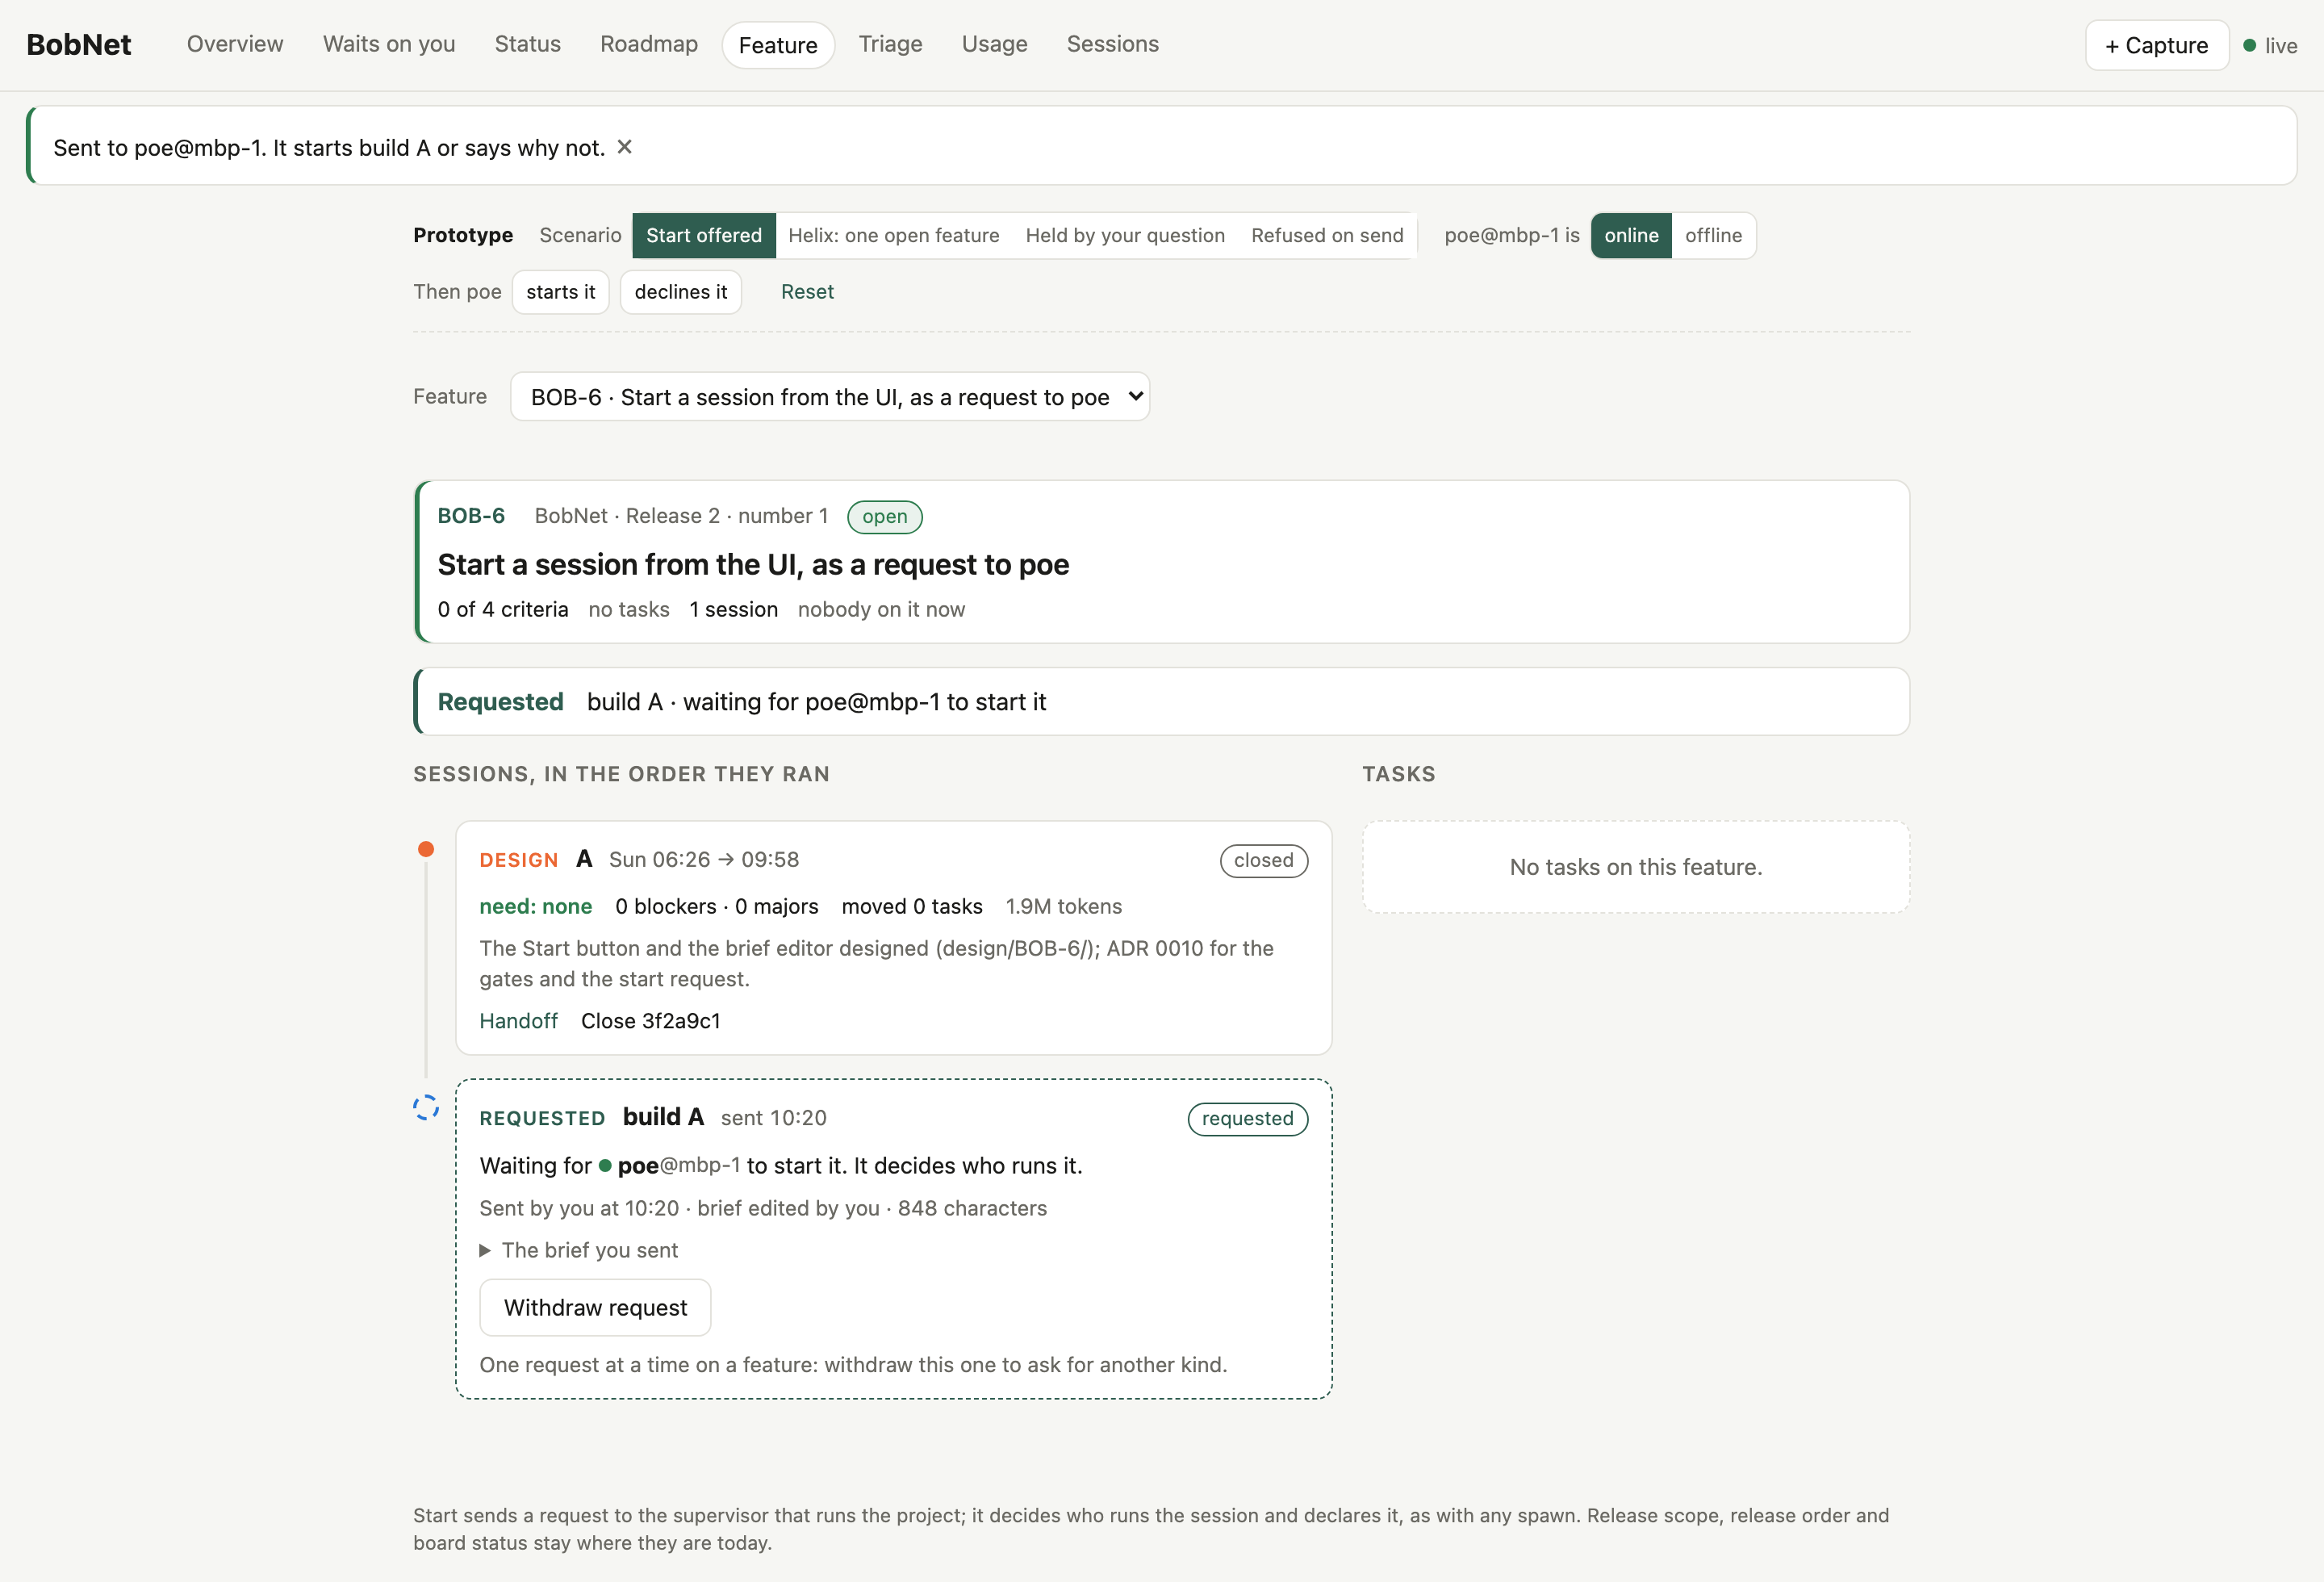 BobNet Overview Waits on you Status Roadmap Feature Triage Usage Sessions + Capture live
Sent to poe@mbp-1. It starts build A or says why not. ×
Prototype Scenario Start offered Helix: one open feature Held by your question Refused on send poe@mbp-1 is online offline
Then poe starts it declines it Reset
Feature BOB-6 · Start a session from the UI, as a request to poe
BOB-6 BobNet · Release 2 · number 1 open
Start a session from the UI, as a request to poe
0 of 4 criteria no tasks 1 session nobody on it now
Requested build A · waiting for poe@mbp-1 to start it
SESSIONS, IN THE ORDER THEY RAN
DESIGN A Sun 06:26 → 09:58 closed
need: none 0 blockers · 0 majors moved 0 tasks 1.9M tokens
The Start button and the brief editor designed (design/BOB-6/); ADR 0010 for the
gates and the start request.
Handoff Close 3f2a9c1
REQUESTED build A sent 10:20 requested
Waiting for poe@mbp-1 to start it. It decides who runs it.
Sent by you at 10:20 · brief edited by you · 848 characters
▶ The brief you sent
Withdraw request
One request at a time on a feature: withdraw this one to ask for another kind.
TASKS
No tasks on this feature.
Start sends a request to the supervisor that runs the project; it decides who runs the session and declares it, as with any spawn. Release scope, release order and
board status stay where they are today.